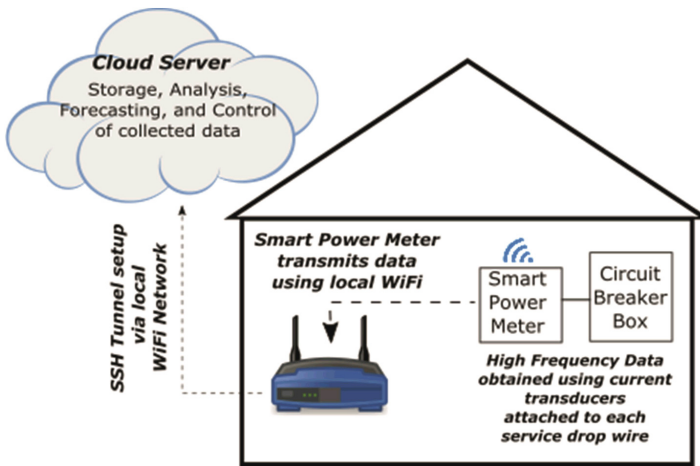 Cloud Server
Storage, Analysis,
Forecasting, and Control
of collected data
SSH Tunnel setup
via local
WiFi Network
Smart Power Meter
transmits data
using local WiFi
Smart
Power
Meter
Circuit
Breaker
Box
High Frequency Data
obtained using current
transducers
attached to each
service drop wire